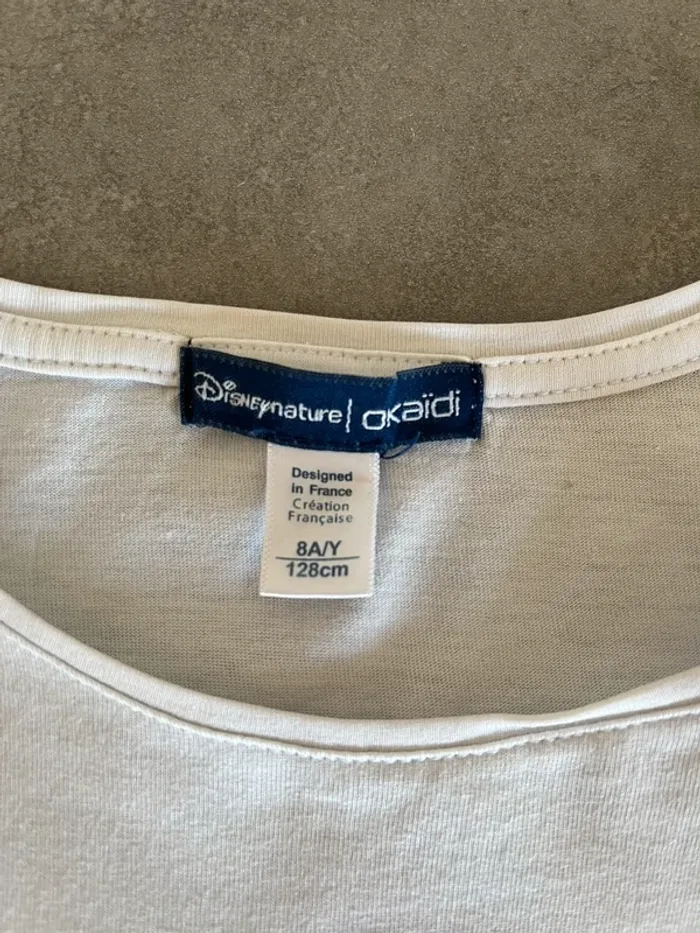 Disneynature | okaïdi
Designed
in France
Création
Française
8A/Y
128cm